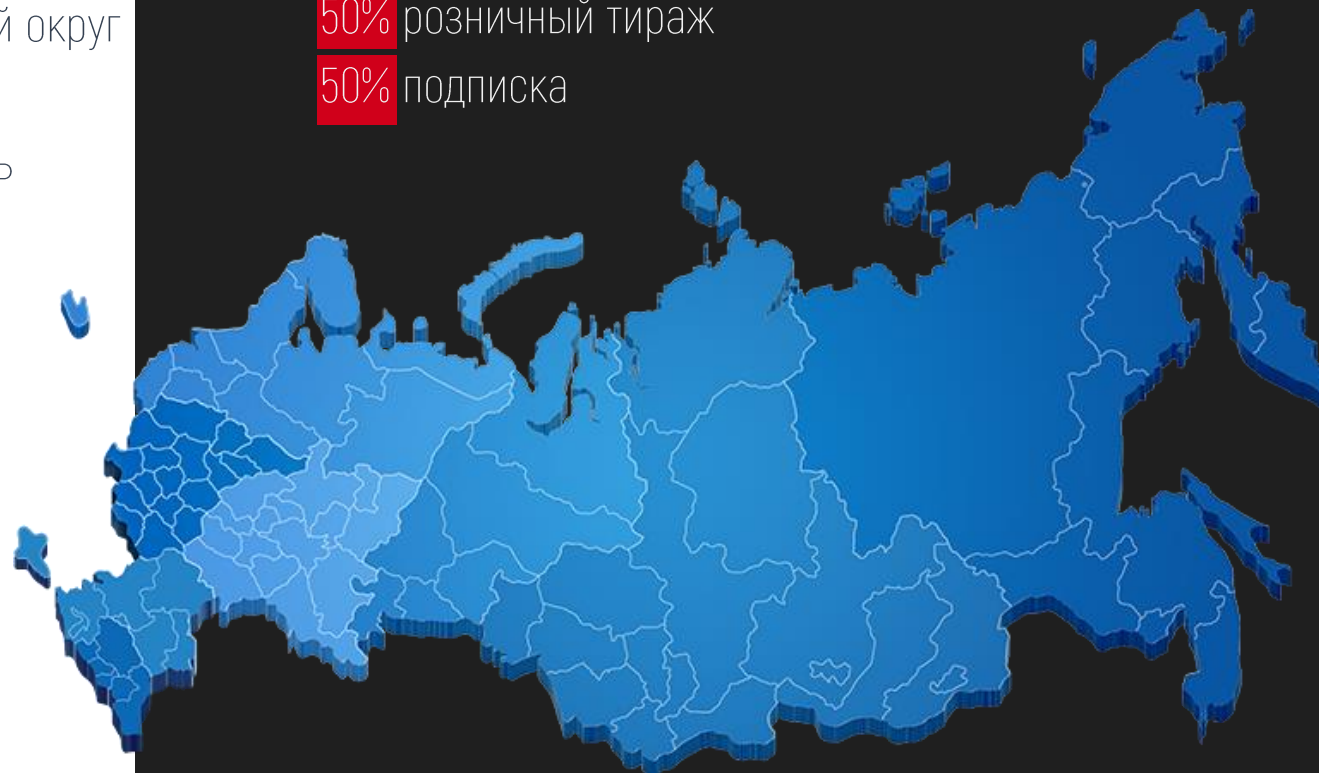 й округ
50% розничный тираж
50% подписка
ь